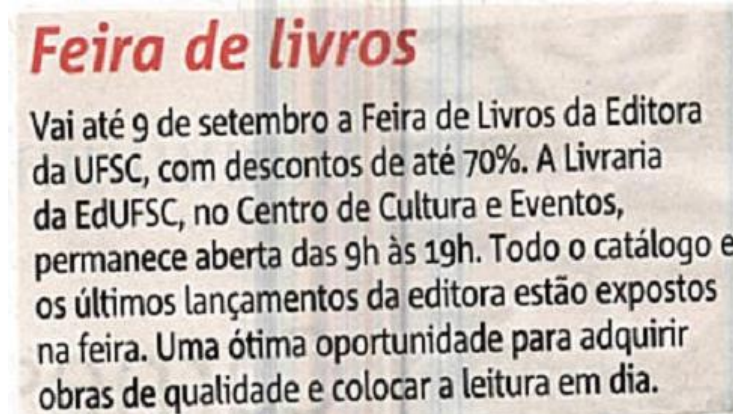 Feira de livros
Vai até 9 de setembro a Feira de Livros da Editora
da UFSC, com descontos de até 70%. A Livraria
da EdUFSC, no Centro de Cultura e Eventos,
permanece aberta das 9h às 19h. Todo o catálogo e
os últimos lançamentos da editora estão expostos
na feira. Uma ótima oportunidade para adquirir
obras de qualidade e colocar a leitura em dia.